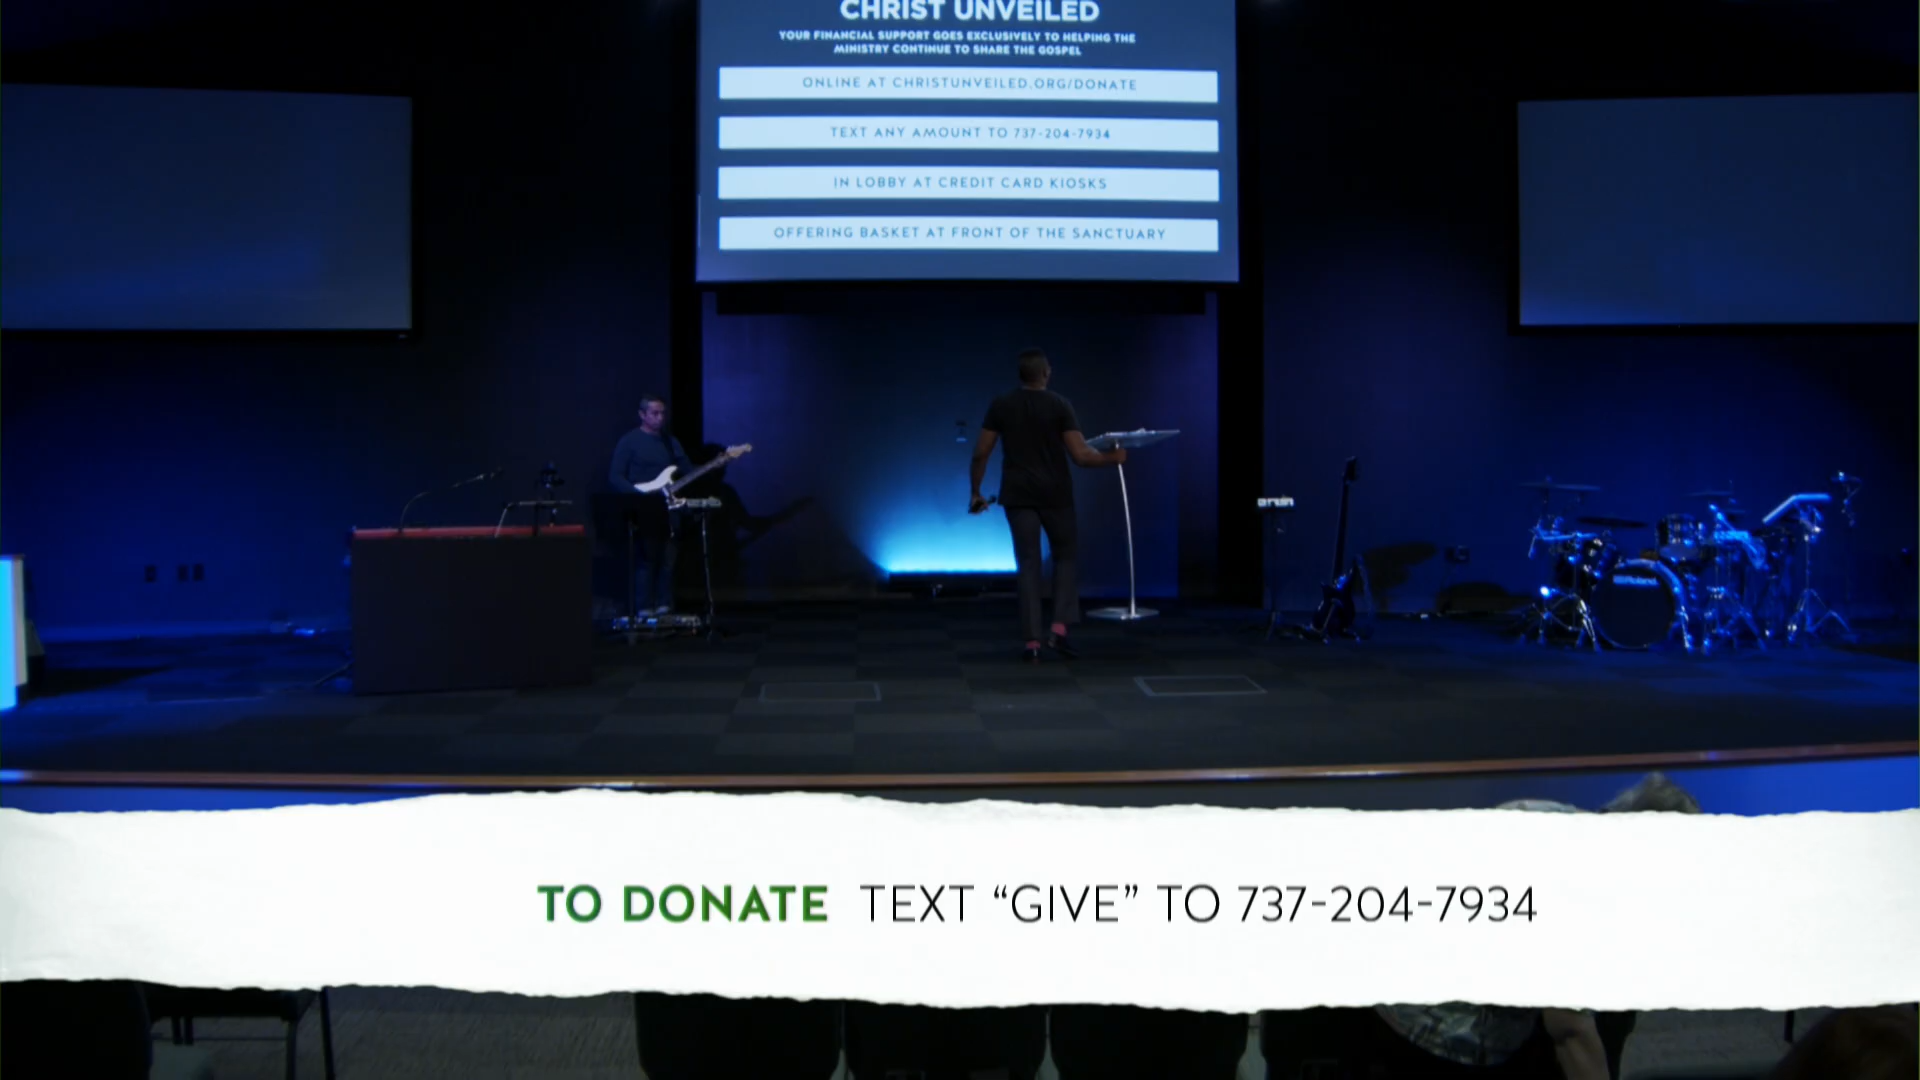 CHRIST UNVEILED
YOUR FINANCIAL SUPPORT GOES EXCLUSIVELY TO HELPING THE
MINISTRY CONTINUE TO SHARE THE GOSPEL
ONLINE AT CHRISTUNVEILED.ORG/DONATE
TEXT ANY AMOUNT TO 737-204-7934
IN LOBBY AT CREDIT CARD KIOSKS
OFFERING BASKET AT FRONT OF THE SANCTUARY
Roland
TO DONATE TEXT “GIVE” TO 737-204-7934